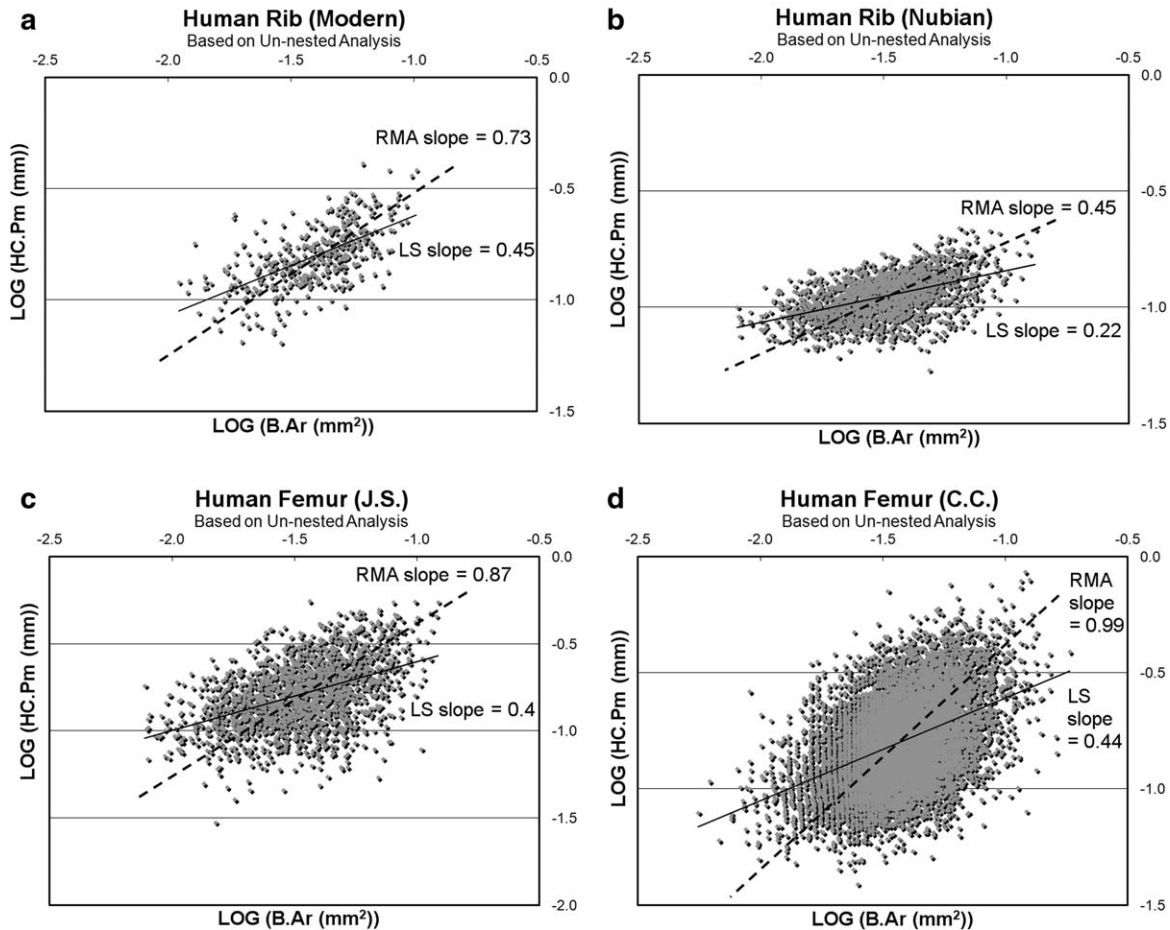 a
Human Rib (Modern)
Based on Un-nested Analysis
-2.5 -2.0 -1.5 -1.0 -0.5
0.0
RMA slope = 0.73
-0.5
LS slope = 0.45
-1.0
-1.5
LOG (HC.Pm (mm))
LOG (B.Ar (mm²))
b
Human Rib (Nubian)
Based on Un-nested Analysis
-2.5 -2.0 -1.5 -1.0 -0.5
0.0
-0.5
RMA slope = 0.45
-1.0
LS slope = 0.22
-1.5
LOG (HC.Pm (mm))
LOG (B.Ar (mm²))
c
Human Femur (J.S.)
Based on Un-nested Analysis
-2.5 -2.0 -1.5 -1.0 -0.5
0.0
RMA slope = 0.87
-0.5
LS slope = 0.4
-1.0
-1.5
-2.0
LOG (HC.Pm (mm))
LOG (B.Ar (mm²))
d
Human Femur (C.C.)
Based on Un-nested Analysis
-2.5 -2.0 -1.5 -1.0 -0.5
0.0
RMA
slope
= 0.99
-0.5
LS
slope
=0.44
-1.0
-1.5
LOG (HC.Pm (mm))
LOG (B.Ar (mm²))